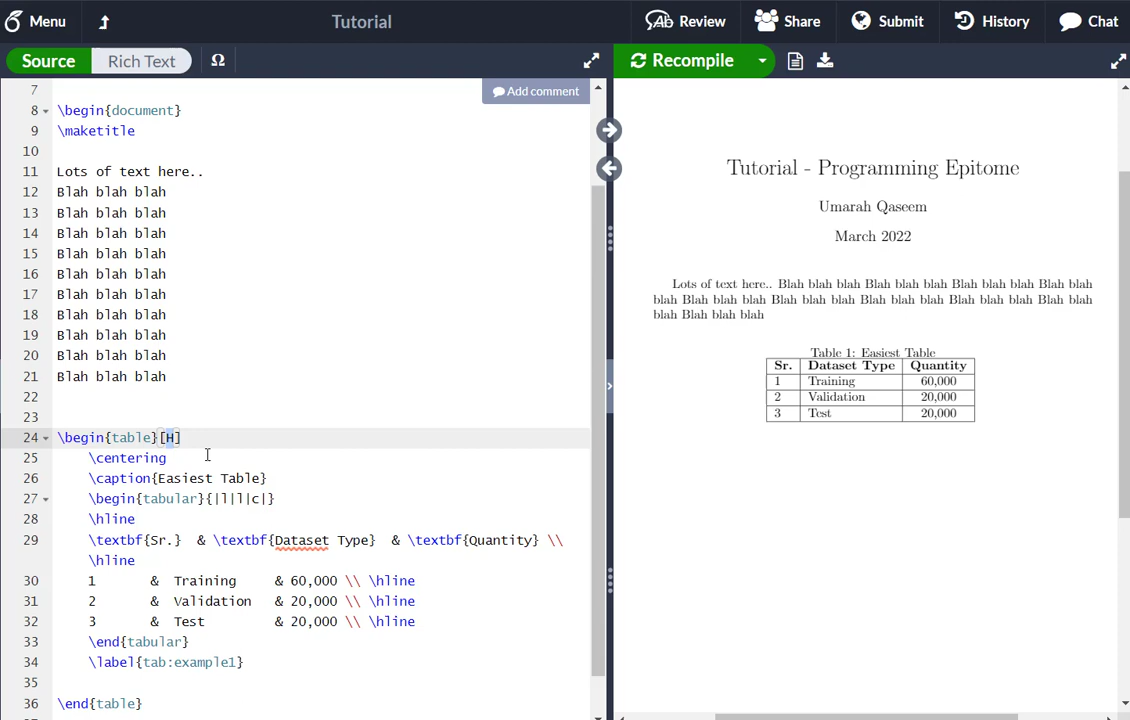 Menu
Tutorial
Review
Share
Submit
History
Chat
Source
Rich Text
Ω
Recompile
Add comment
7
8 \begin{document}
9 \maketitle
10
11 Lots of text here..
12 Blah blah blah
13 Blah blah blah
14 Blah blah blah
15 Blah blah blah
16 Blah blah blah
17 Blah blah blah
18 Blah blah blah
19 Blah blah blah
20 Blah blah blah
21 Blah blah blah
22
23
24 \begin{table}[H]
25 \centering
26 \caption{Easiest Table}
27 \begin{tabular}{|l|l|c|}
28 \hline
29 \textbf{Sr.} & \textbf{Dataset Type} & \textbf{Quantity} \\
\hline
30 1 & Training & 60,000 \\ \hline
31 2 & Validation & 20,000 \\ \hline
32 3 & Test & 20,000 \\ \hline
33 \end{tabular}
34 \label{tab:example1}
35
36 \end{table}
Tutorial - Programming Epitome
Umarah Qaseem
March 2022
Lots of text here.. Blah blah blah Blah blah blah Blah blah blah Blah blah
blah Blah blah blah Blah blah blah Blah blah blah Blah blah blah Blah blah
blah Blah blah blah
Table 1: Easiest Table
Sr. Dataset Type Quantity
1 Training 60,000
2 Validation 20,000
3 Test 20,000